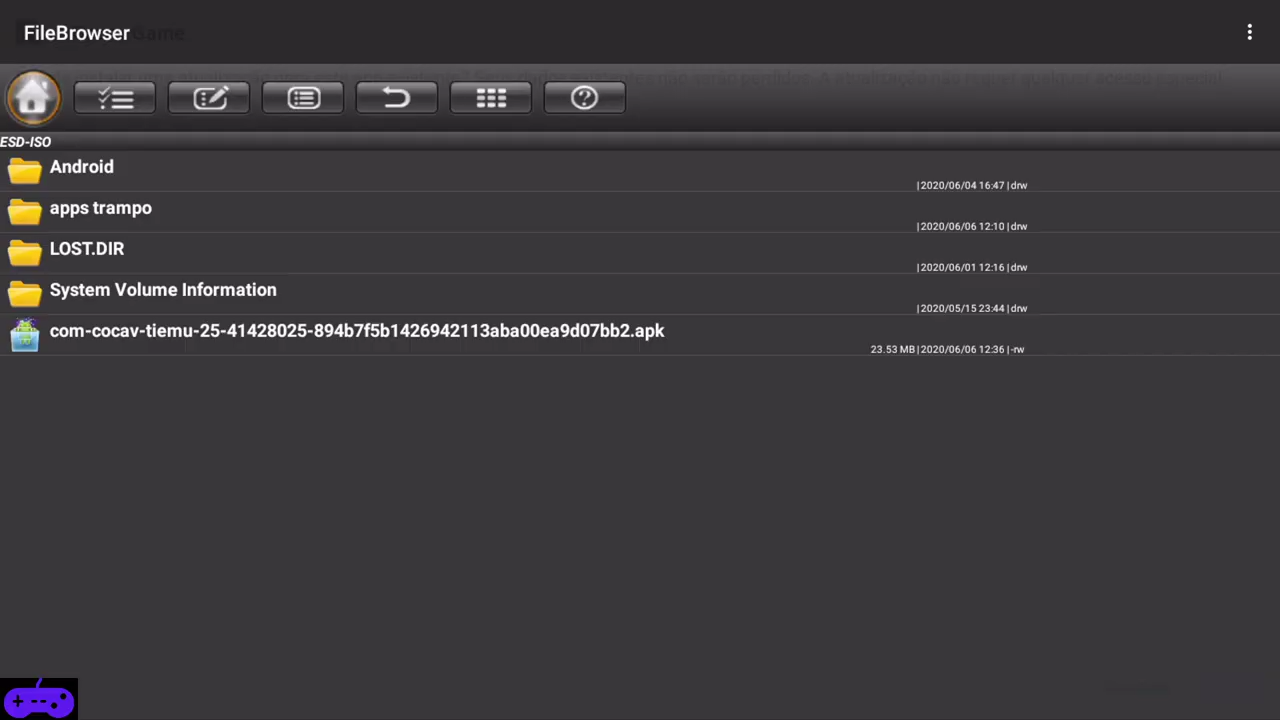 FileBrowser Game
ESD-ISO
Android
|2020/06/04 16:47|drw
apps trampo
|2020/06/06 12:10|drw
LOST.DIR
|2020/06/01 12:16|drw
System Volume Information
|2020/05/15 23:44|drw
com-cocav-tiemu-25-41428025-894b7f5b1426942113aba00ea9d07bb2.apk
23.53 MB|2020/06/06 12:36|-rw